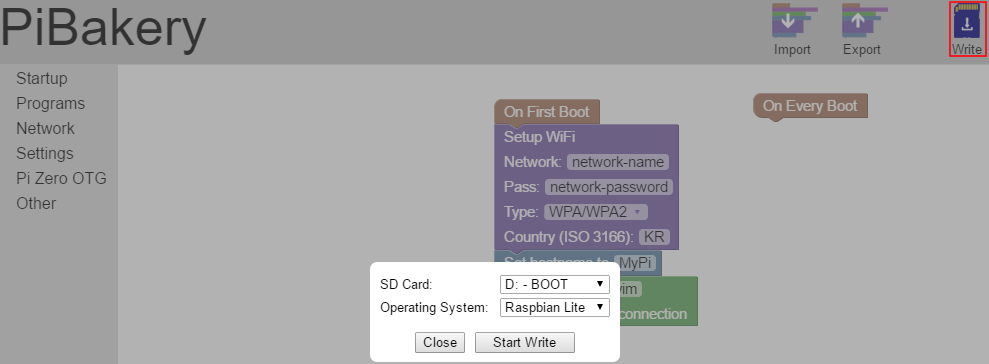 PiBakery
Import
Export
Write
Startup
Programs
Network
Settings
Pi Zero OTG
Other
On First Boot
Setup WiFi
Network: network-name
Pass: network-password
Type: WPA/WPA2
Country (ISO 3166): KR
Set hostname to MyPi
vim
connection
On Every Boot
SD Card: D: - BOOT
Operating System: Raspbian Lite
Close Start Write